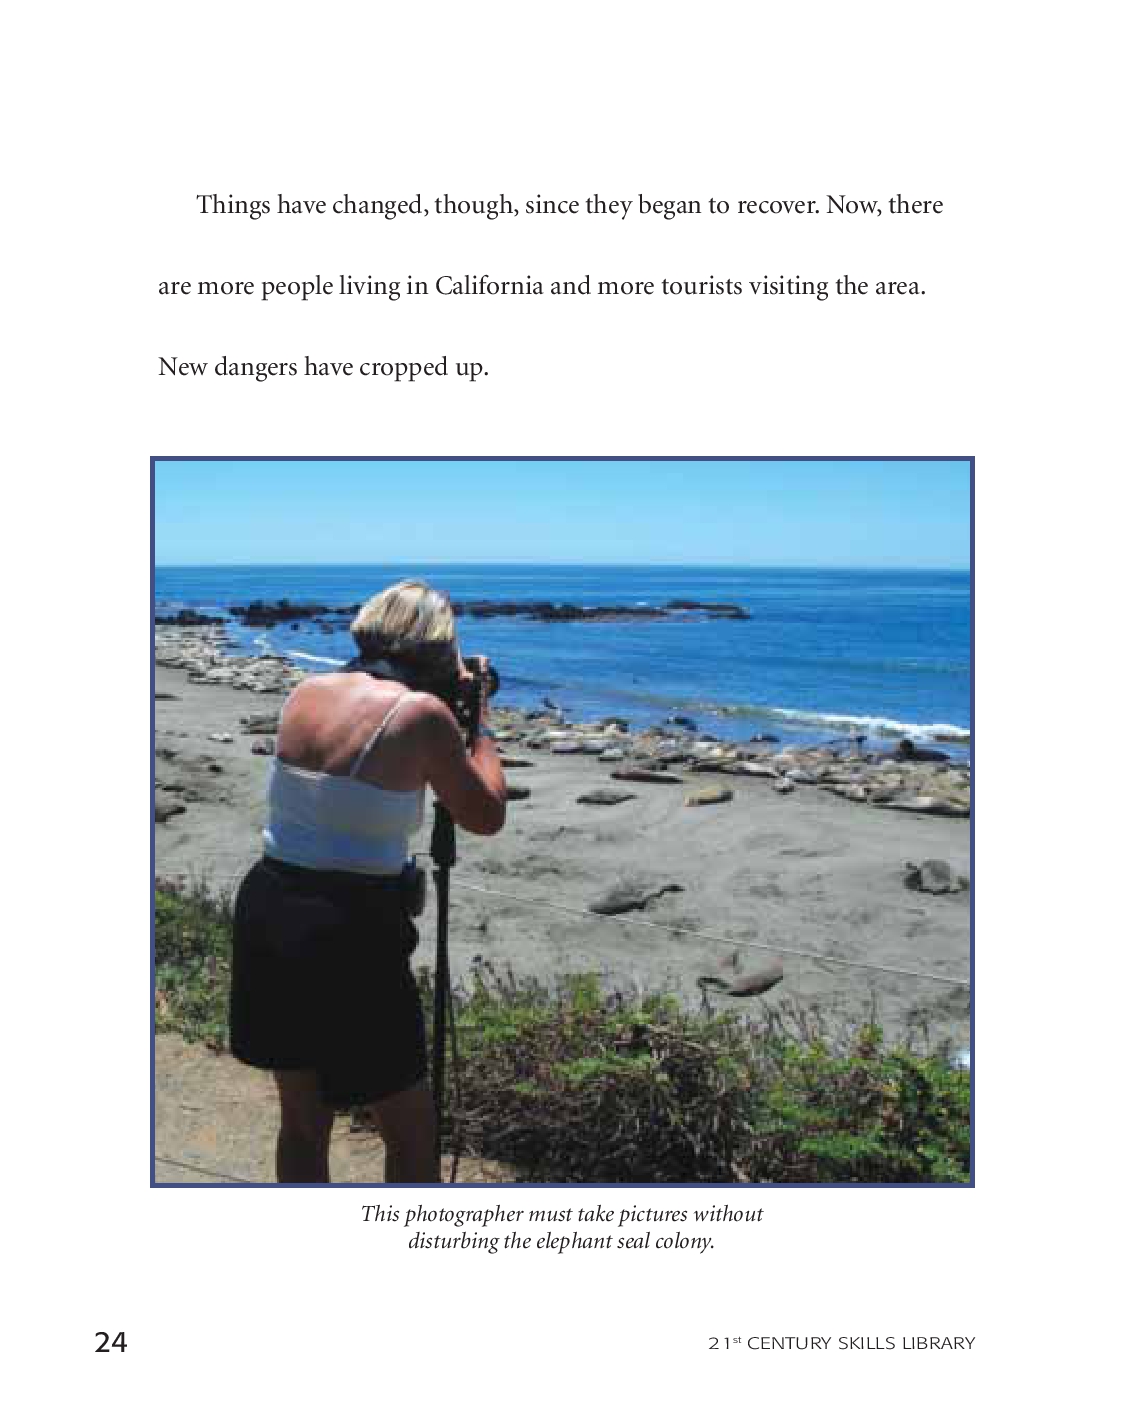 Things have changed, though, since they began to recover. Now, there
are more people living in California and more tourists visiting the area.
New dangers have cropped up.
This photographer must take pictures without
disturbing the elephant seal colony.
24
21st CENTURY SKILLS LIBRARY